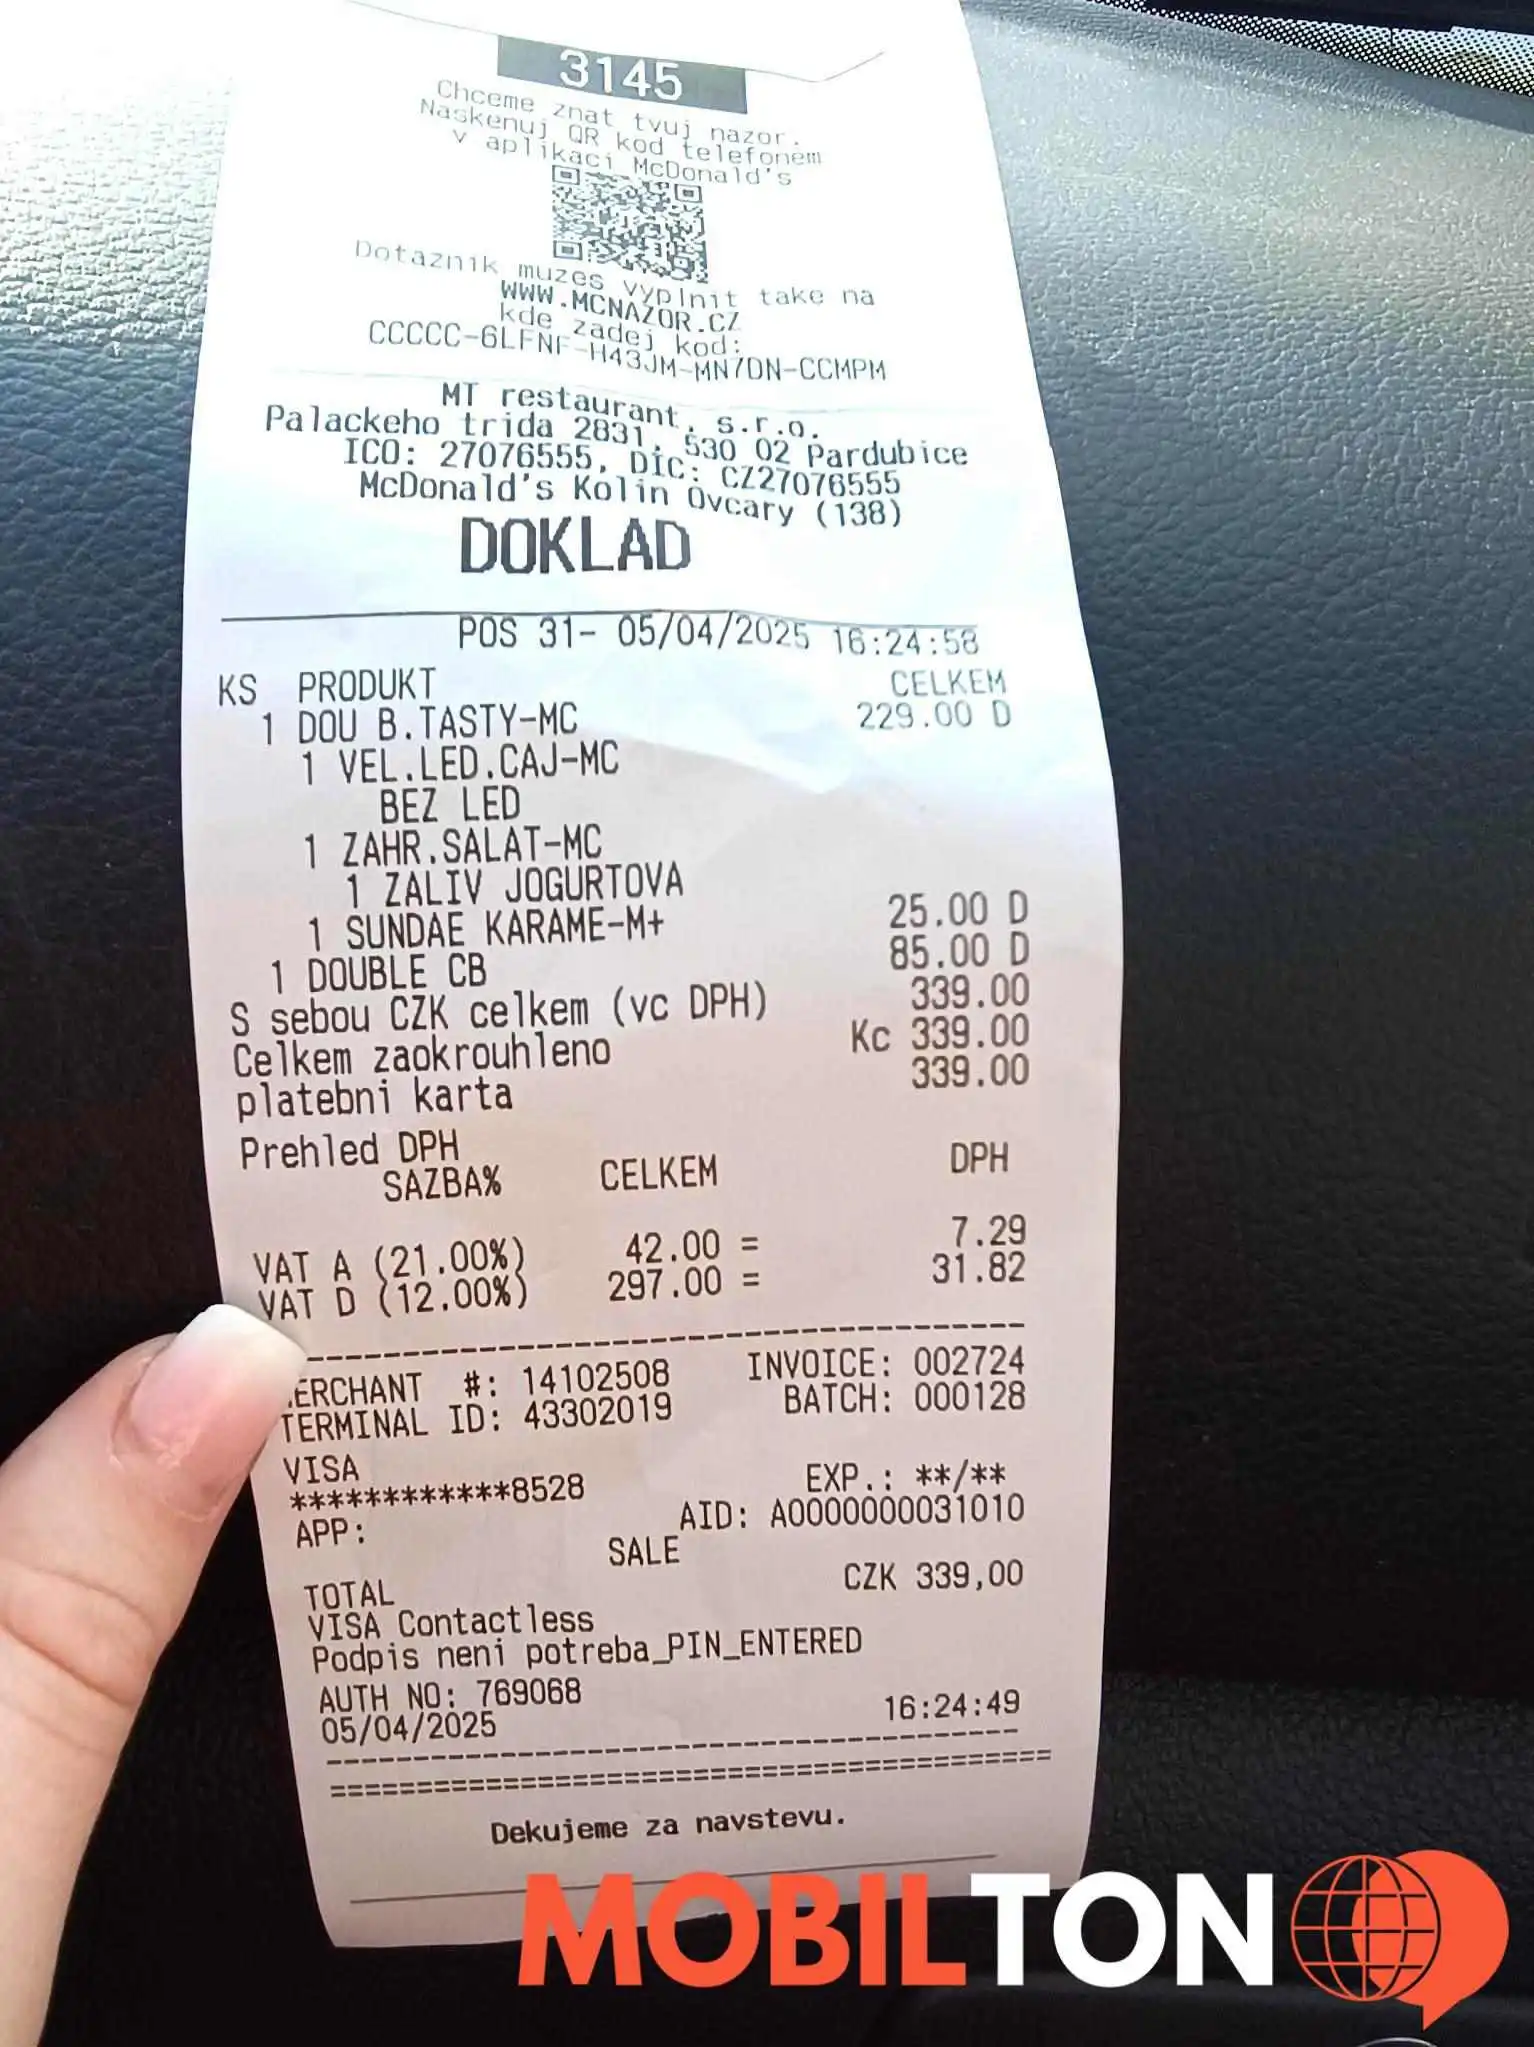 3145
Chceme znat tvuj nazor.
Naskenuj QR kod telefonem
v aplikaci McDonald's
Dotaznik muzes vyplnit take na
WWW.MCNAZOR.CZ
kde zadej kod:
CCCCC-6LFNF-H43JM-MN7DN-CCMPM
MT restaurant, s.r.o.
Palackeho trida 2831, 530 02 Pardubice
ICO: 27076555, DIC: CZ27076555
McDonald's Kolin Ovcary (138)
DOKLAD
POS 31- 05/04/2025 16:24:58
KS PRODUKT CELKEM
1 DOU B.TASTY-MC 229.00 D
1 VEL.LED.CAJ-MC
BEZ LED
1 ZAHR.SALAT-MC
1 ZALIV JOGURTOVA
1 SUNDAE KARAME-M+ 25.00 D
1 DOUBLE CB 85.00 D
S sebou CZK celkem (vc DPH) 339.00
Celkem zaokrouhleno Kc 339.00
platebni karta 339.00
Prehled DPH
SAZBA% CELKEM DPH
VAT A (21.00%) 42.00 = 7.29
VAT D (12.00%) 297.00 = 31.82
ERCHANT #: 14102508 INVOICE: 002724
TERMINAL ID: 43302019 BATCH: 000128
VISA
************8528 EXP.: **/**
APP: AID: A0000000031010
SALE
TOTAL CZK 339,00
VISA Contactless
Podpis neni potreba_PIN_ENTERED
AUTH NO: 769068
05/04/2025 16:24:49
Dekujeme za navstevu.
MOBILTON